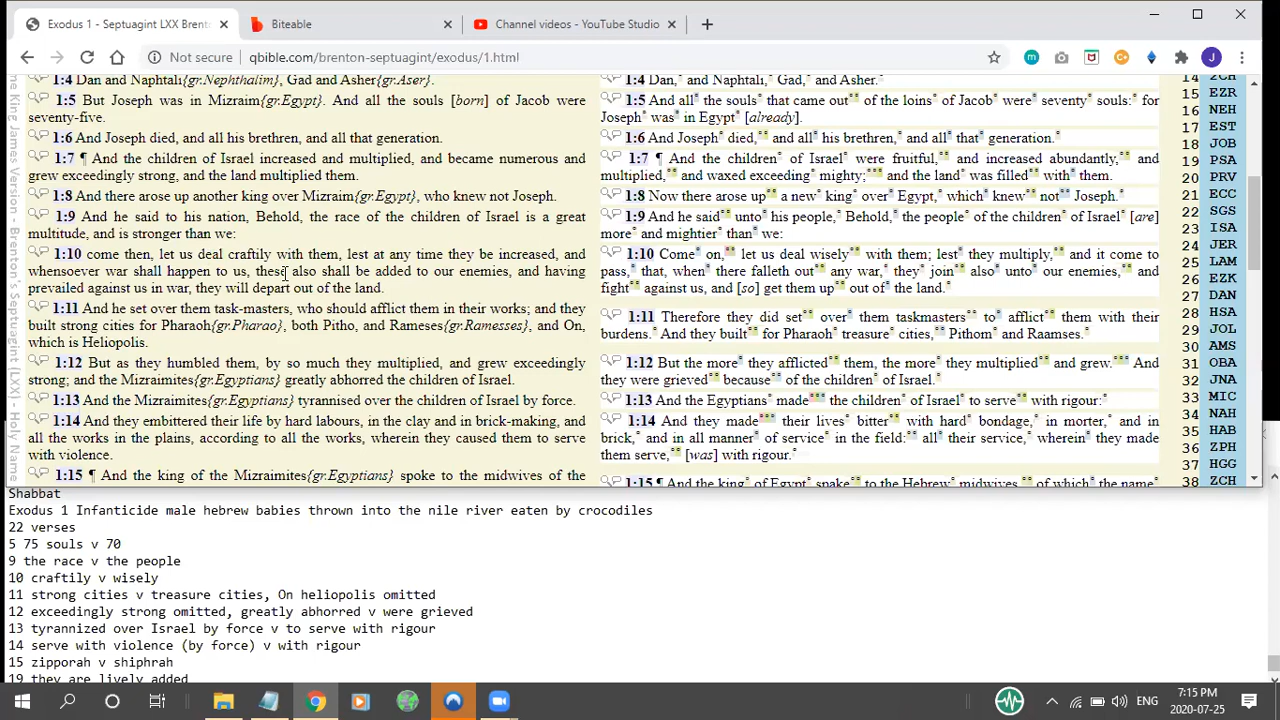 Exodus 1 - Septuagint LXX Brent
Biteable
Channel videos - YouTube Studio
Not secure
qbible.com/brenton-septuagint/exodus/1.html
1:4 Dan and Naphtali{gr.Nephthalim}, Gad and Asher{gr.Aser}.
1:5 But Joseph was in Mizraim{gr.Egypt}. And all the souls [born] of Jacob were
seventy-five.
1:6 And Joseph died, and all his brethren, and all that generation.
1:7 ¶ And the children of Israel increased and multiplied, and became numerous and
grew exceedingly strong, and the land multiplied them.
1:8 And there arose up another king over Mizraim{gr.Egypt}, who knew not Joseph.
1:9 And he said to his nation, Behold, the race of the children of Israel is a great
multitude, and is stronger than we:
1:10 come then, let us deal craftily with them, lest at any time they be increased, and
whensoever war shall happen to us, these also shall be added to our enemies, and having
prevailed against us in war, they will depart out of the land.
1:11 And he set over them task-masters, who should afflict them in their works; and they
built strong cities for Pharaoh{gr.Pharao}, both Pitho, and Rameses{gr.Ramesses}, and On,
which is Heliopolis.
1:12 But as they humbled them, by so much they multiplied, and grew exceedingly
strong; and the Mizraimites{gr.Egyptians} greatly abhorred the children of Israel.
1:13 And the Mizraimites{gr.Egyptians} tyrannised over the children of Israel by force.
1:14 And they embittered their life by hard labours, in the clay and in brick-making, and
all the works in the plains, according to all the works, wherein they caused them to serve
with violence.
1:15 ¶ And the king of the Mizraimites{gr.Egyptians} spoke to the midwives of the
me King James Version - Brenton's Septuagint (LXX) - Holy Name
1:4 Dan, and Naphtali, Gad, and Asher.
1:5 And all the souls that came out of the loins of Jacob were seventy souls: for
Joseph was in Egypt [already].
1:6 And Joseph died, and all his brethren, and all that generation.
1:7 ¶ And the children of Israel were fruitful, and increased abundantly, and
multiplied, and waxed exceeding mighty; and the land was filled with them.
1:8 Now there arose up a new king over Egypt, which knew not Joseph.
1:9 And he said unto his people, Behold, the people of the children of Israel [are]
more and mightier than we:
1:10 Come on, let us deal wisely with them; lest they multiply, and it come to
pass, that, when there falleth out any war, they join also unto our enemies, and
fight against us, and [so] get them up out of the land.
1:11 Therefore they did set over them taskmasters to afflict them with their
burdens. And they built for Pharaoh treasure cities, Pithom and Raamses.
1:12 But the more they afflicted them, the more they multiplied and grew. And
they were grieved because of the children of Israel.
1:13 And the Egyptians made the children of Israel to serve with rigour:
1:14 And they made their lives bitter with hard bondage, in morter, and in
brick, and in all manner of service in the field: all their service, wherein they made
them serve, [was] with rigour.
1:15 ¶ And the king of Egypt spake to the Hebrew midwives, of which the name
14 2CH
15 EZR
16 NEH
17 EST
18 JOB
19 PSA
20 PRV
21 ECC
22 SGS
23 ISA
24 JER
25 LAM
26 EZK
27 DAN
28 HSA
29 JOL
30 AMS
31 OBA
32 JNA
33 MIC
34 NAH
35 HAB
36 ZPH
37 HGG
38 ZCH
Shabbat
Exodus 1 Infanticide male hebrew babies thrown into the nile river eaten by crocodiles
22 verses
5 75 souls v 70
9 the race v the people
10 craftily v wisely
11 strong cities v treasure cities, On heliopolis omitted
12 exceedingly strong omitted, greatly abhorred v were grieved
13 tyrannized over Israel by force v to serve with rigour
14 serve with violence (by force) v with rigour
15 zipporah v shiphrah
19 they are lively added
ENG
7:15 PM
2020-07-25